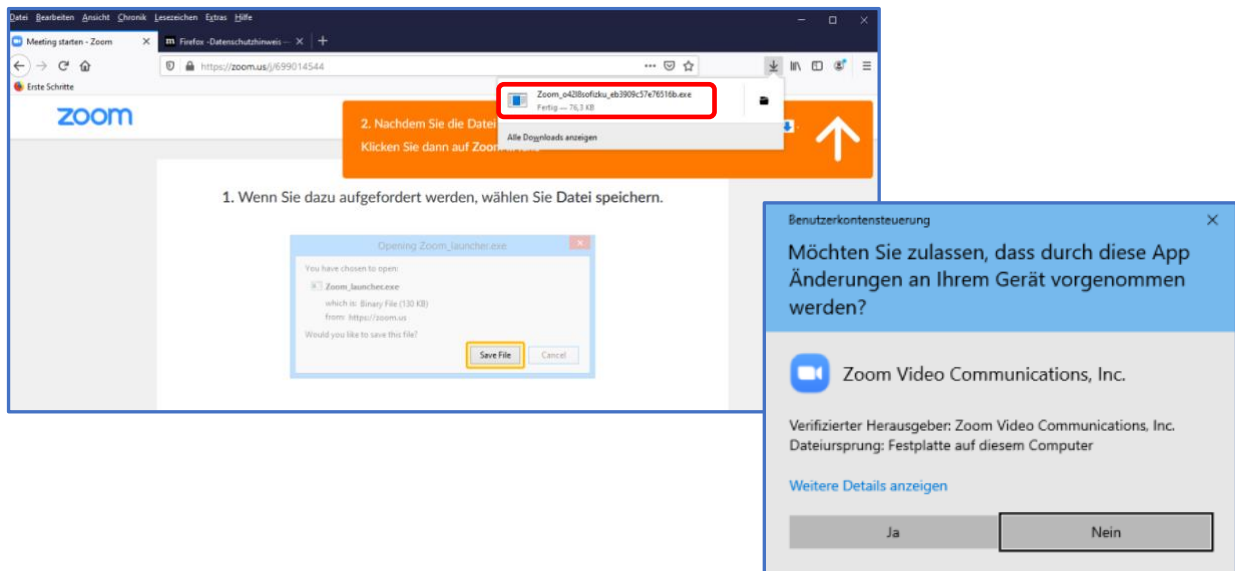 Datei Bearbeiten Ansicht Chronik Lesezeichen Extras Hilfe
Meeting starten - Zoom
Firefox -Datenschutzhinweis —
https://zoom.us/j/699014544
Erste Schritte
zoom
Zoom_o42l8sofizku_eb3909c57e76516b.exe
Fertig — 76,3 KB
Alle Downloads anzeigen
2. Nachdem Sie die Datei
Klicken Sie dann auf Zoom
1. Wenn Sie dazu aufgefordert werden, wählen Sie Datei speichern.
Opening Zoom_launcher.exe
You have chosen to open:
Zoom_launcher.exe
which is: Binary File (130 KB)
from: https://zoom.us
Would you like to save this file?
Save File
Cancel
Benutzerkontensteuerung
Möchten Sie zulassen, dass durch diese App
Änderungen an Ihrem Gerät vorgenommen
werden?
Zoom Video Communications, Inc.
Verifizierter Herausgeber: Zoom Video Communications, Inc.
Dateiursprung: Festplatte auf diesem Computer
Weitere Details anzeigen
Ja
Nein